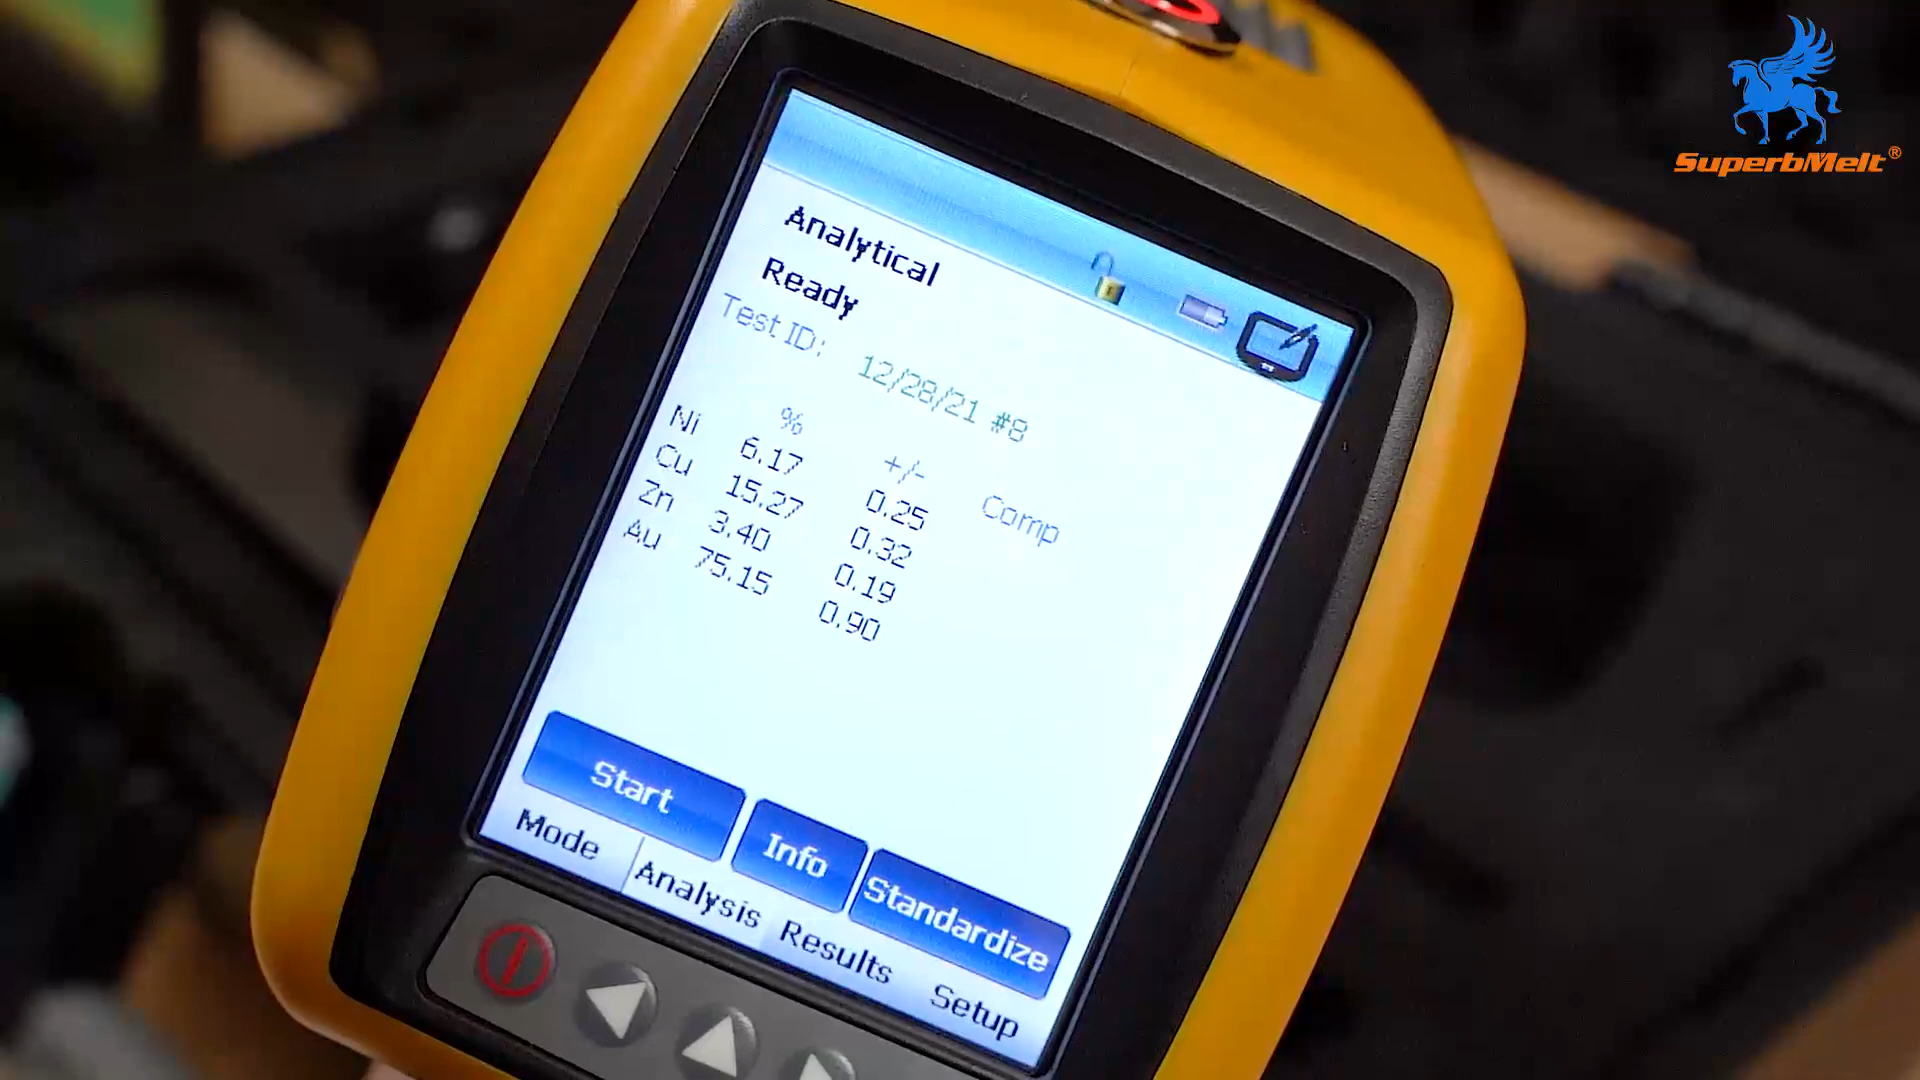 SuperbMelt®
Analytical
Ready
Test ID: 12/28/21 #8
% +/- Comp
Ni 6.17 0.25
Cu 15.27 0.32
Zn 3.40 0.19
Au 75.15 0.90
Start Info Standardize
Mode Analysis Results Setup